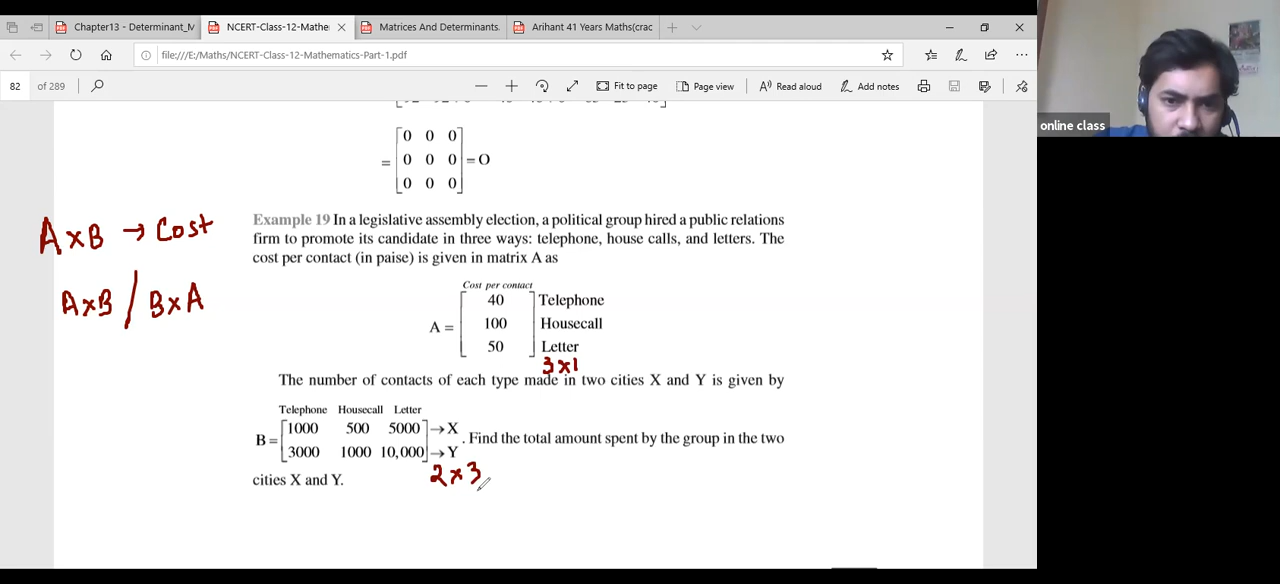 Chapter13 - Determinant_M
NCERT-Class-12-Mathe
Matrices And Determinants.
Arihant 41 Years Maths(crac
file:///E:/Maths/NCERT-Class-12-Mathematics-Part-1.pdf
82 of 289
Fit to page
Page view
Read aloud
Add notes
online class
= [0 0 0
0 0 0
0 0 0] = O
A×B → Cost
A×B / B×A
Example 19 In a legislative assembly election, a political group hired a public relations
firm to promote its candidate in three ways: telephone, house calls, and letters. The
cost per contact (in paise) is given in matrix A as
Cost per contact
40 Telephone
A = 100 Housecall
50 Letter
3×1
The number of contacts of each type made in two cities X and Y is given by
Telephone Housecall Letter
B = [1000 500 5000 → X
3000 1000 10,000] → Y . Find the total amount spent by the group in the two
2×3
cities X and Y.